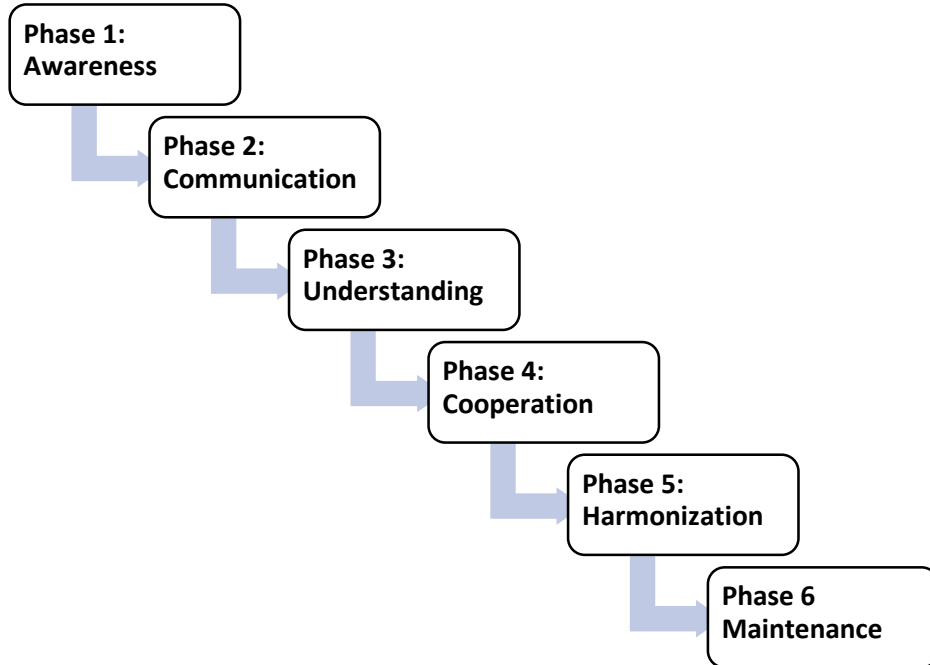 Phase 1:
Awareness
Phase 2:
Communication
Phase 3:
Understanding
Phase 4:
Cooperation
Phase 5:
Harmonization
Phase 6
Maintenance